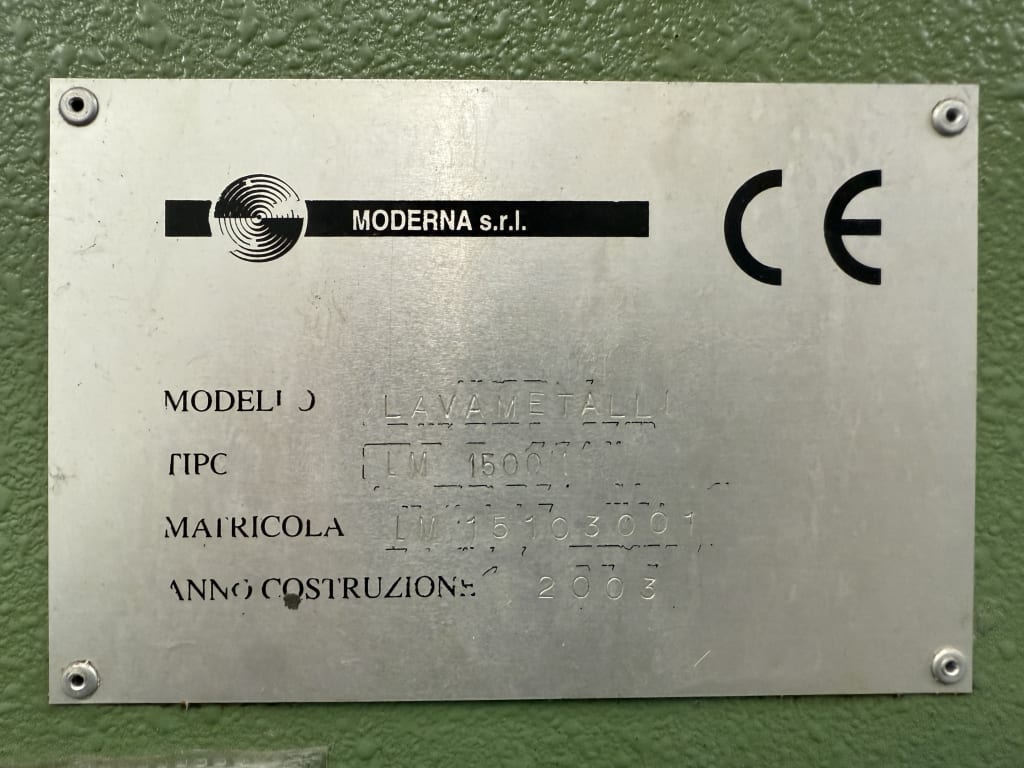 MODERNA s.r.l.
CE
MODELLO LAVAMETALLI
TIPO LM 1500
MATRICOLA LM 15103001
ANNO COSTRUZIONE 2003